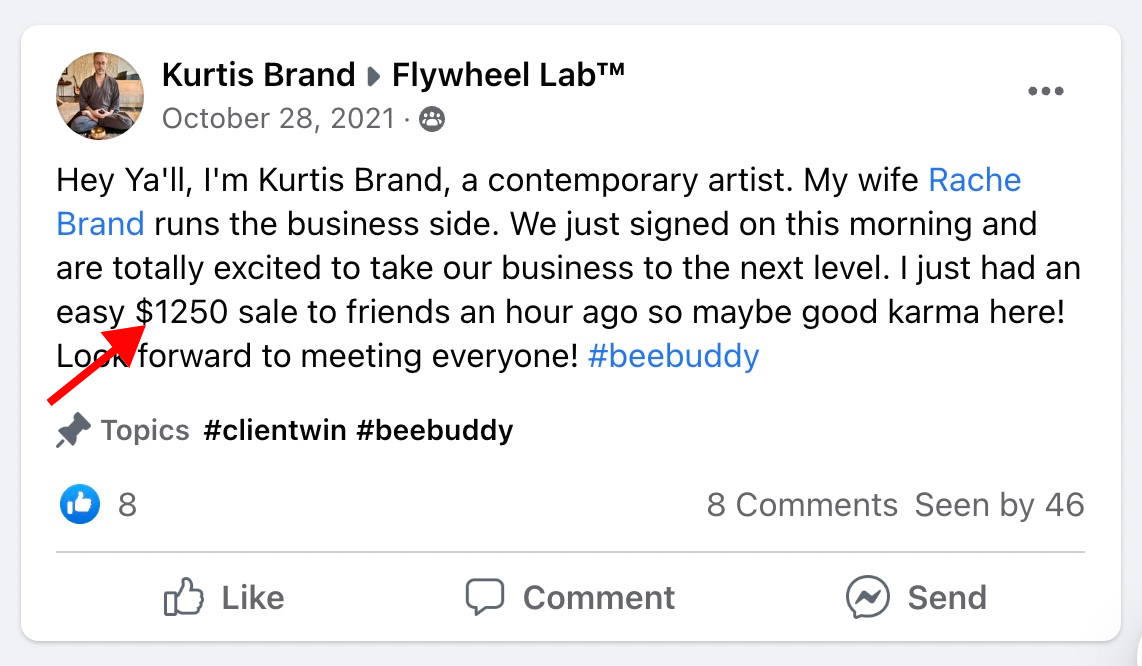 Kurtis Brand ▸ Flywheel Lab™
October 28, 2021 ·
Hey Ya'll, I'm Kurtis Brand, a contemporary artist. My wife Rache
Brand runs the business side. We just signed on this morning and
are totally excited to take our business to the next level. I just had an
easy $1250 sale to friends an hour ago so maybe good karma here!
Look forward to meeting everyone! #beebuddy
Topics #clientwin #beebuddy
8
8 Comments Seen by 46
Like Comment Send